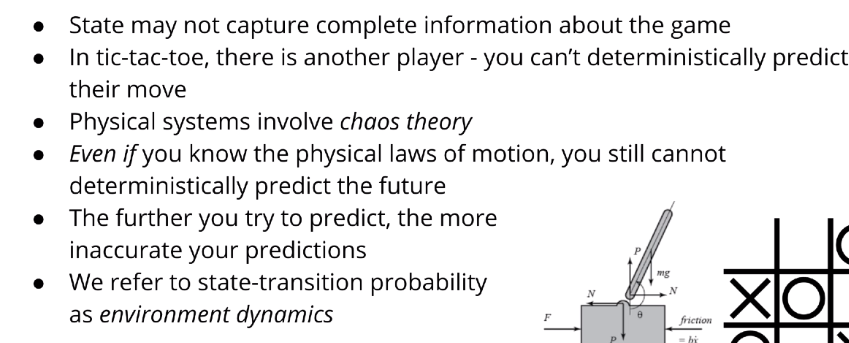 ● State may not capture complete information about the game
● In tic-tac-toe, there is another player - you can't deterministically predict
their move
● Physical systems involve chaos theory
● Even if you know the physical laws of motion, you still cannot
deterministically predict the future
● The further you try to predict, the more
inaccurate your predictions
● We refer to state-transition probability
as environment dynamics
P
mg
N
N
θ
F
friction
= bẋ
P
X O